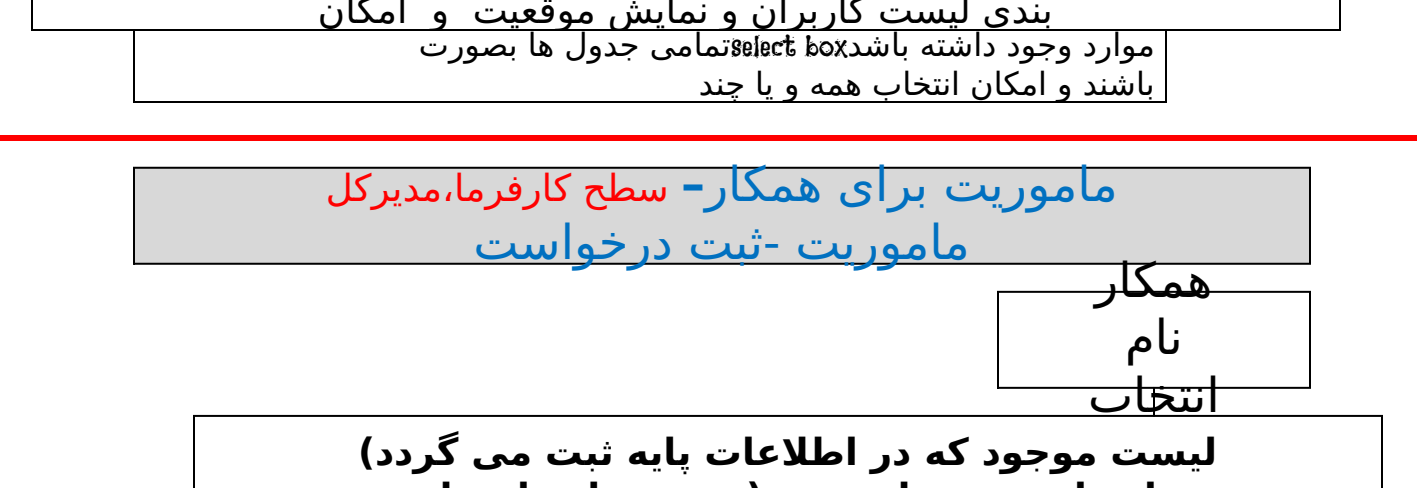 بندی لیست کاربران و نمایش موقعیت و امکان
موارد وجود داشته باشدselect boxتمامی جدول ها بصورت
باشند و امکان انتخاب همه و یا چند
ماموریت برای همکار– سطح کارفرما،مدیرکل
ماموریت -ثبت درخواست
همکار
نام
انتخاب
لیست موجود که در اطلاعات پایه ثبت می گردد)